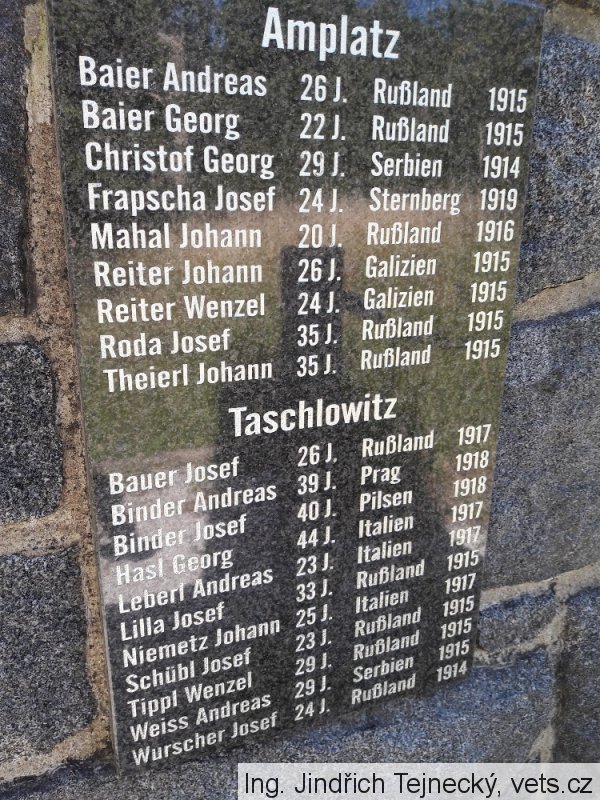 Amplatz
Baier Andreas 26 J. Rußland 1915
Baier Georg 22 J. Rußland 1915
Christof Georg 29 J. Serbien 1914
Frapscha Josef 24 J. Sternberg 1919
Mahal Johann 20 J. Rußland 1916
Reiter Johann 26 J. Galizien 1915
Reiter Wenzel 24 J. Galizien 1915
Roda Josef 35 J. Rußland 1915
Theierl Johann 35 J. Rußland 1915
Taschlowitz
Bauer Josef 26 J. Rußland 1917
Binder Andreas 39 J. Prag 1918
Binder Josef 40 J. Pilsen 1918
Hasl Georg 44 J. Italien 1917
Leberl Andreas 23 J. Italien 1917
Lilla Josef 33 J. Rußland 1915
Niemetz Johann 25 J. Italien 1917
Schübl Josef 23 J. Rußland 1915
Tippl Wenzel 29 J. Rußland 1915
Weiss Andreas 29 J. Serbien 1915
Wurscher Josef 24 J. Rußland 1914
Ing. Jindřich Tejnecký, vets.cz